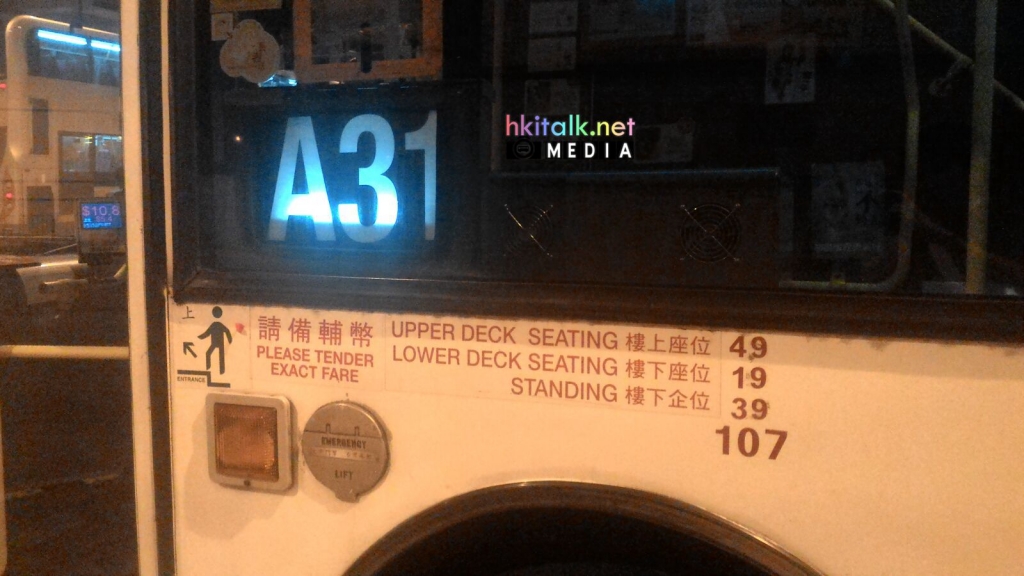 $10.8
A31
hkitalk.net
MEDIA
上
ENTRANCE
請備輔幣
PLEASE TENDER
EXACT FARE
UPPER DECK SEATING 樓上座位 49
LOWER DECK SEATING 樓下座位 19
STANDING 樓下企位 39
107
EMERGENCY
LIFT